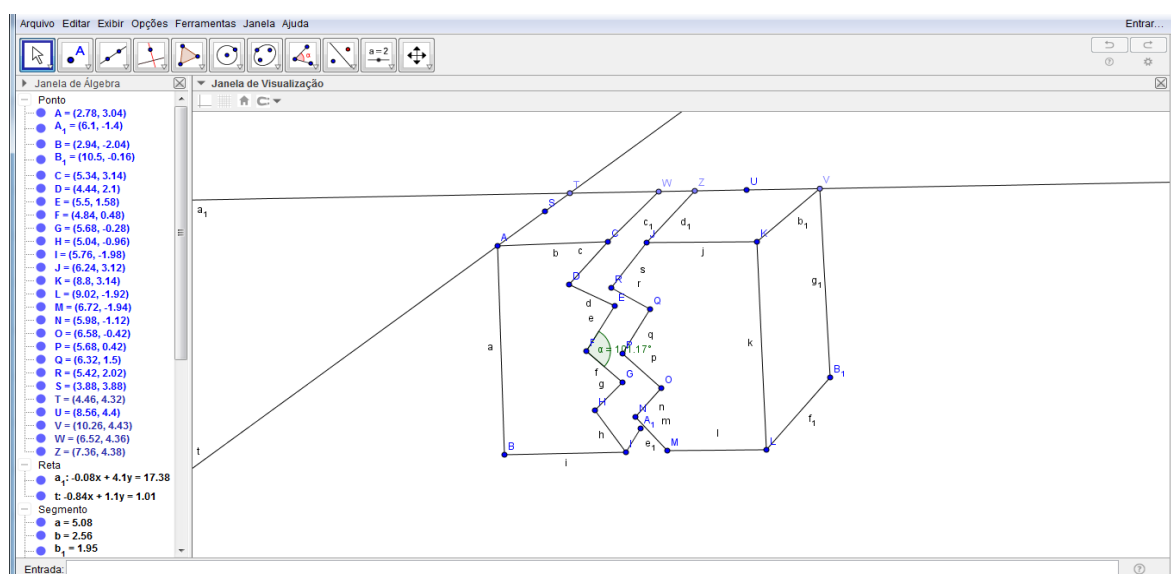 Arquivo Editar Exibir Opções Ferramentas Janela Ajuda
Entrar...
A
α
a=2
Janela de Álgebra
Janela de Visualização
Ponto
A = (2.78, 3.04)
A1 = (6.1, -1.4)
B = (2.94, -2.04)
B1 = (10.5, -0.16)
C = (5.34, 3.14)
D = (4.44, 2.1)
E = (5.5, 1.58)
F = (4.84, 0.48)
G = (5.68, -0.28)
H = (5.04, -0.96)
I = (5.76, -1.98)
J = (6.24, 3.12)
K = (8.8, 3.14)
L = (9.02, -1.92)
M = (6.72, -1.94)
N = (5.98, -1.12)
O = (6.58, -0.42)
P = (5.68, 0.42)
Q = (6.32, 1.5)
R = (5.42, 2.02)
S = (3.88, 3.88)
T = (4.46, 4.32)
U = (8.56, 4.4)
V = (10.26, 4.43)
W = (6.52, 4.36)
Z = (7.36, 4.38)
Reta
a1: -0.08x + 4.1y = 17.38
t: -0.84x + 1.1y = 1.01
Segmento
a = 5.08
b = 2.56
b1 = 1.95
T W Z U V
a1 S
c1 d1 b1
A C J K
b c j
D R s r g1
d E Q
e q
a F α = 101.17° P p k
f G O B1
g
H N n
A1 m f1
h l
B I e1 M L
t i
Entrada: